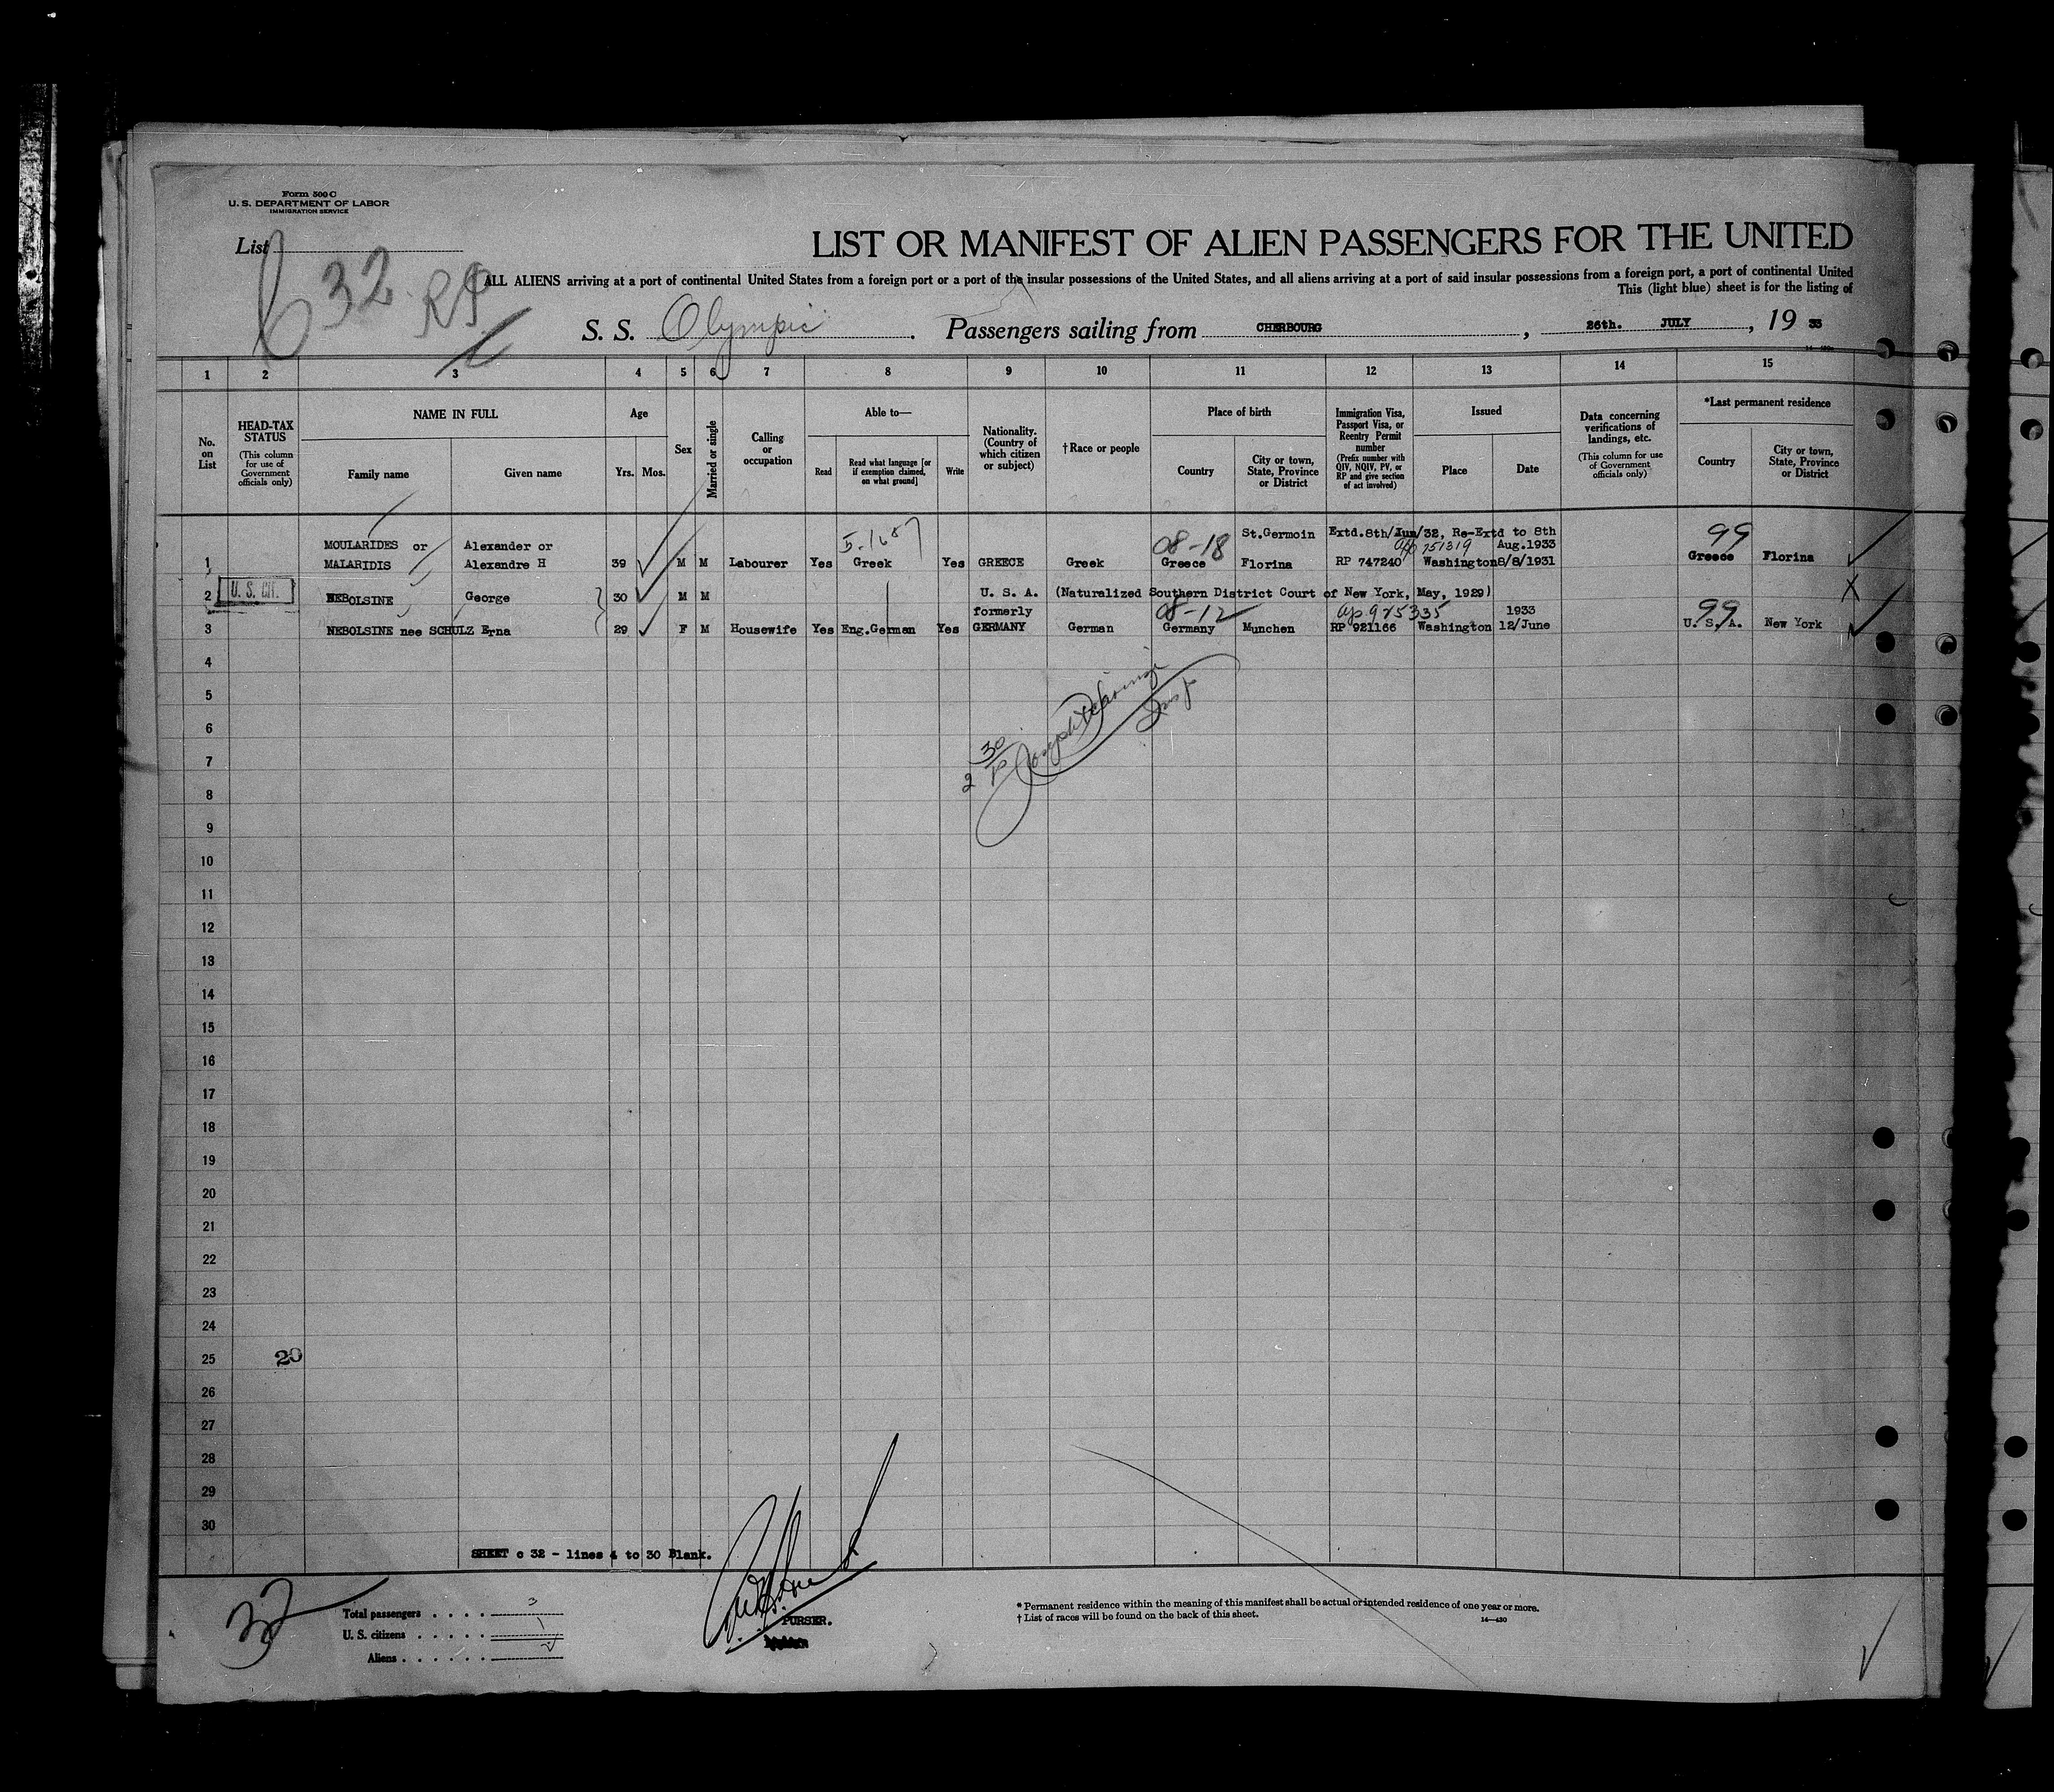 Form 500 C
U. S. DEPARTMENT OF LABOR
IMMIGRATION SERVICE
List
C 32 RP
LIST OR MANIFEST OF ALIEN PASSENGERS FOR THE UNITED
ALL ALIENS arriving at a port of continental United States from a foreign port or a port of the insular possessions of the United States, and all aliens arriving at a port of said insular possessions from a foreign port, a port of continental United
This (light blue) sheet is for the listing of
S. S. Olympic. Passengers sailing from CHERBOURG, 26th. JULY, 19 33
1 2 3 4 5 6 7 8 9 10 11 12 13 14 15
No. on List
HEAD-TAX STATUS (This column for use of Government officials only)
NAME IN FULL
Family name
Given name
Age
Yrs. Mos.
Sex
Married or single
Calling or occupation
Able to—
Read
Read what language [or if exemption claimed, on what ground]
Write
Nationality. (Country of which citizen or subject)
† Race or people
Place of birth
Country
City or town, State, Province or District
Immigration Visa, Passport Visa, or Reentry Permit number (Prefix number with QIV, NQIV, PV, or RP and give section of act involved)
Issued
Place
Date
Data concerning verifications of landings, etc. (This column for use of Government officials only)
*Last permanent residence
Country
City or town, State, Province or District
St.Germoin Extd.8th/Jun/32, Re-Extd to 8th
MOULARIDES or Alexander or 08-18 751319 Aug.1933 99
1 MALARIDIS Alexandre H 39 M M Labourer Yes Greek Yes GREECE Greek Greece Florina RP 747240 Washington 8/8/1931 Greece Florina
2 U. S. CIT. NEBOLSINE George 30 M M U. S. A. (Naturalized Southern District Court of New York, May, 1929)
formerly 08-12 975335 1933 99
3 NEBOLSINE nee SCHULZ Erna 29 F M Housewife Yes Eng.German Yes GERMANY German Germany Munchen RP 921166 Washington 12/June U. S. A. New York
4
5
6
7
8
9
10
11
12
13
14
15
16
17
18
19
20
21
22
23
24
25 20
26
27
28
29
30
SHEET c 32 - lines 4 to 30 Blank.
32
Total passengers . . . . 3
U. S. citizens . . . . . 1
Aliens . . . . . .
PURSER.
* Permanent residence within the meaning of this manifest shall be actual or intended residence of one year or more.
† List of races will be found on the back of this sheet.
14—430